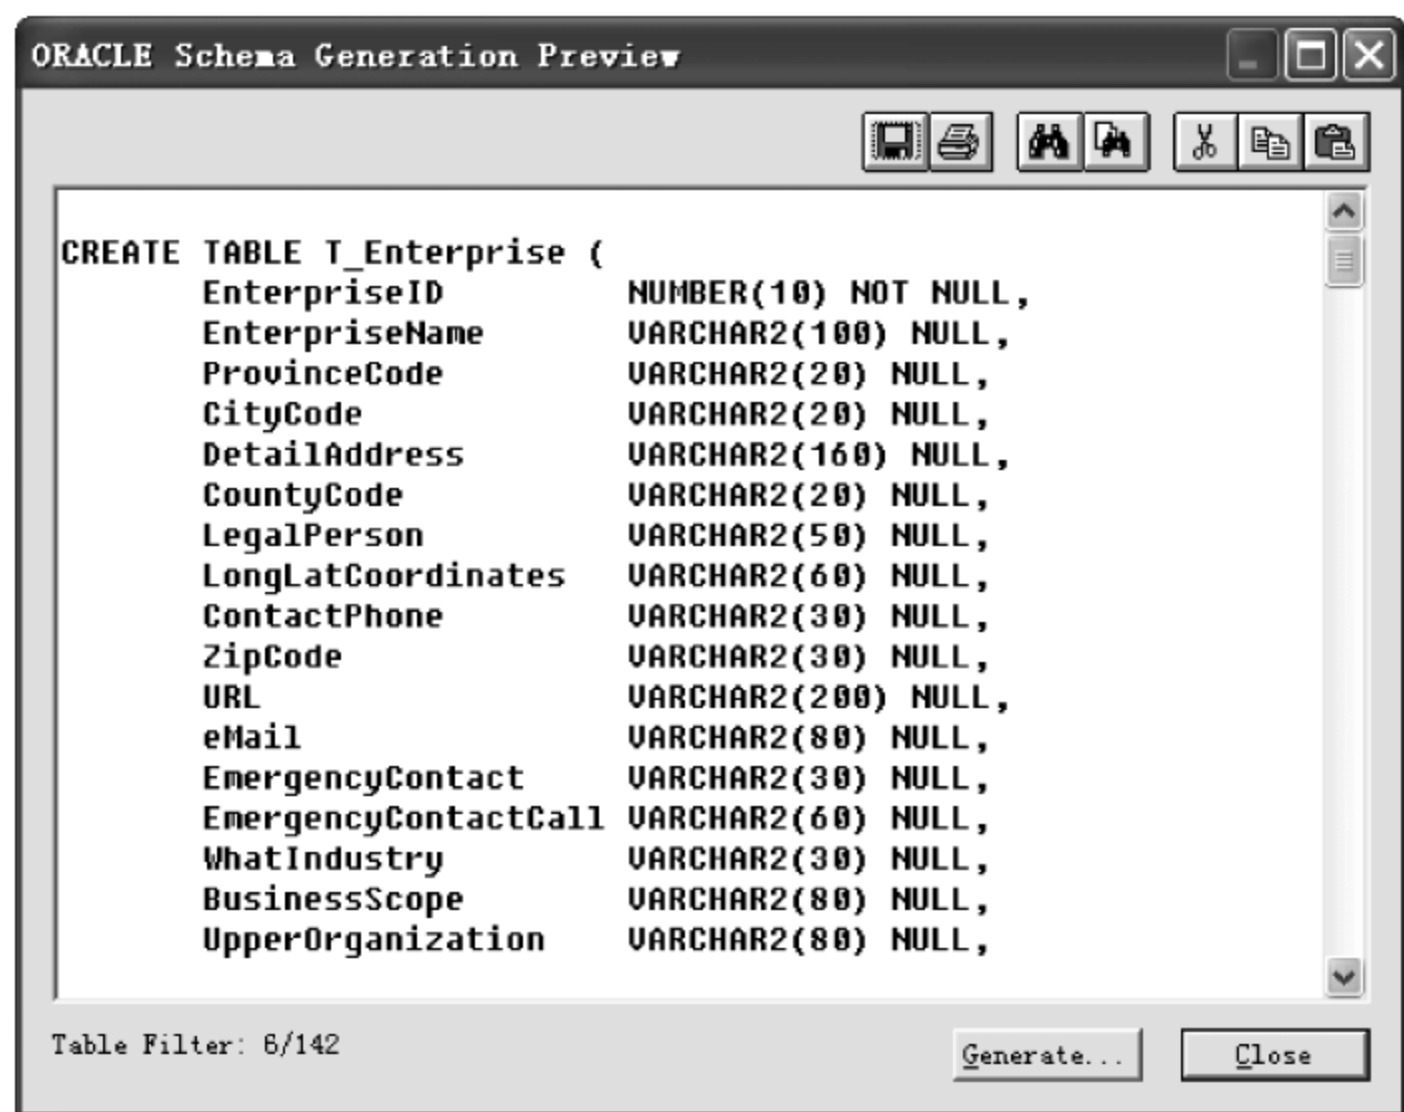 ORACLE Schema Generation Preview
CREATE TABLE T_Enterprise (
EnterpriseID NUMBER(10) NOT NULL,
EnterpriseName VARCHAR2(100) NULL,
ProvinceCode VARCHAR2(20) NULL,
CityCode VARCHAR2(20) NULL,
DetailAddress VARCHAR2(160) NULL,
CountyCode VARCHAR2(20) NULL,
LegalPerson VARCHAR2(50) NULL,
LongLatCoordinates VARCHAR2(60) NULL,
ContactPhone VARCHAR2(30) NULL,
ZipCode VARCHAR2(30) NULL,
URL VARCHAR2(200) NULL,
eMail VARCHAR2(80) NULL,
EmergencyContact VARCHAR2(30) NULL,
EmergencyContactCall VARCHAR2(60) NULL,
WhatIndustry VARCHAR2(30) NULL,
BusinessScope VARCHAR2(80) NULL,
UpperOrganization VARCHAR2(80) NULL,
Table Filter: 6/142
Generate...
Close